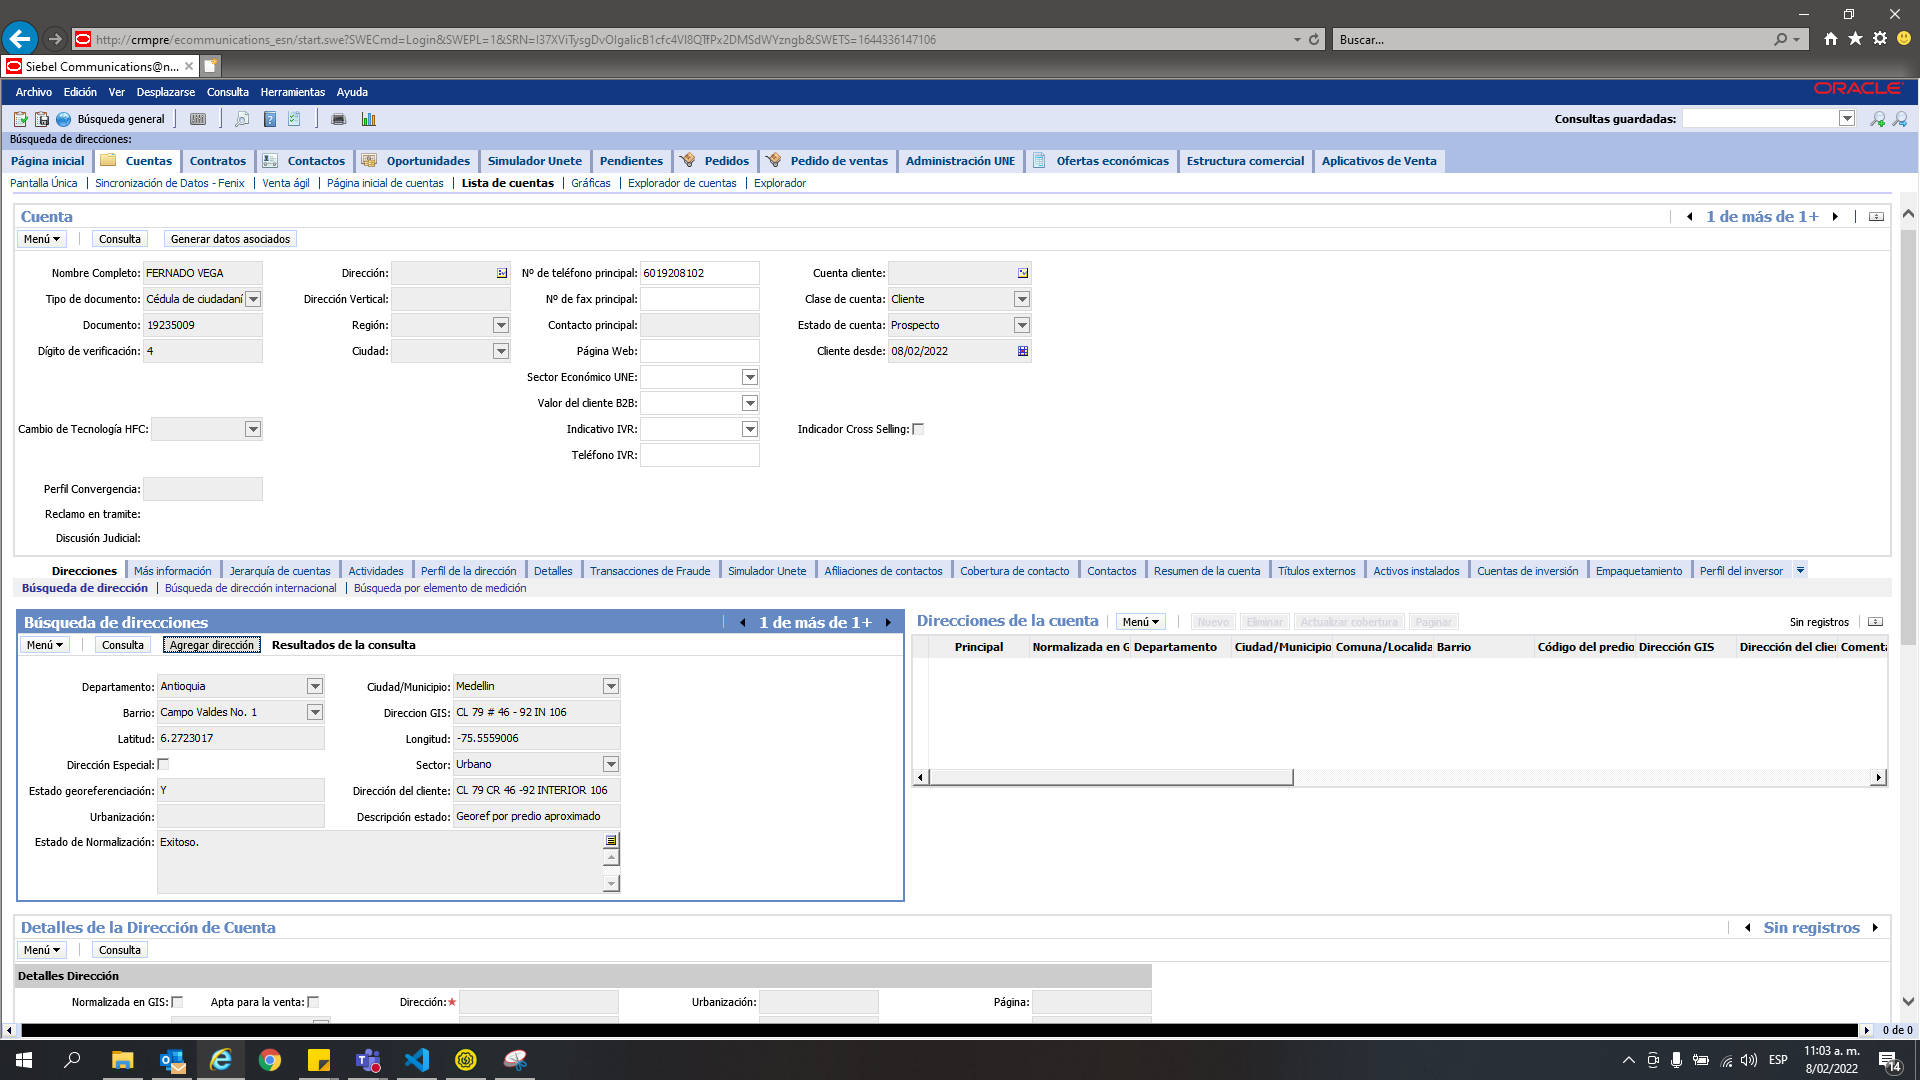 http://crmpre/ecommunications_esn/start.swe?SWECmd=Login&SWEPL=1&SRN=
Buscar...
Siebel Communications@n...
Archivo Edición Ver Desplazarse Consulta Herramientas Ayuda
ORACLE
Búsqueda general
Consultas guardadas:
Búsqueda de direcciones:
Página inicial Cuentas Contratos Contactos Oportunidades Simulador Unete Pendientes Pedidos Pedido de ventas Administración UNE Ofertas económicas Estructura comercial Aplicativos de Venta
Pantalla Única Sincronización de Datos - Fenix Venta ágil Página inicial de cuentas Lista de cuentas Gráficas Explorador de cuentas Explorador
Cuenta 1 de más de 1+
Menú Consulta Generar datos asociados
Nombre Completo: FERNADO VEGA Dirección: Nº de teléfono principal: 6019208102 Cuenta cliente:
Tipo de documento: Cédula de ciudadaní Dirección Vertical: Nº de fax principal: Clase de cuenta: Cliente
Documento: 19235009 Región: Contacto principal: Estado de cuenta: Prospecto
Dígito de verificación: 4 Ciudad: Página Web: Cliente desde: 08/02/2022
Sector Económico UNE:
Valor del cliente B2B:
Cambio de Tecnología HFC: Indicativo IVR: Indicador Cross Selling:
Teléfono IVR:
Perfil Convergencia:
Reclamo en tramite:
Discusión Judicial:
Direcciones Más información Jerarquía de cuentas Actividades Perfil de la dirección Detalles Transacciones de Fraude Simulador Unete Afiliaciones de contactos Cobertura de contacto Contactos Resumen de la cuenta Títulos externos Activos instalados Cuentas de inversión Empaquetamiento Perfil del inversor
Búsqueda de dirección Búsqueda de dirección internacional Búsqueda por elemento de medición
Búsqueda de direcciones 1 de más de 1+
Menú Consulta Agregar dirección Resultados de la consulta
Departamento: Antioquia Ciudad/Municipio: Medellin
Barrio: Campo Valdes No. 1 Direccion GIS: CL 79 # 46 - 92 IN 106
Latitud: 6.2723017 Longitud: -75.5559006
Dirección Especial: Sector: Urbano
Estado georeferenciación: Y Dirección del cliente: CL 79 CR 46 -92 INTERIOR 106
Urbanización: Descripción estado: Georef por predio aproximado
Estado de Normalización: Exitoso.
Direcciones de la cuenta Menú Nuevo Eliminar Actualizar cobertura Paginar Sin registros
Principal Normalizada en G Departamento Ciudad/Municipio Comuna/Localida Barrio Código del predio Dirección GIS Dirección del clie Comenta
Detalles de la Dirección de Cuenta Sin registros
Menú Consulta
Detalles Dirección
Normalizada en GIS: Apta para la venta: Dirección:* Urbanización: Página:
0 de 0
ESP 11:03 a. m.
8/02/2022
14